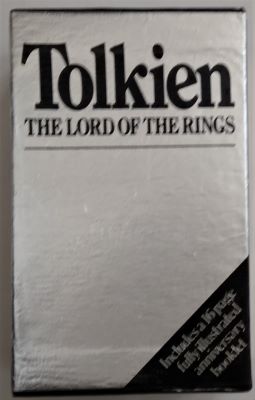 Tolkien
THE LORD OF THE RINGS
Includes a 16 page
fully illustrated
anniversary
booklet